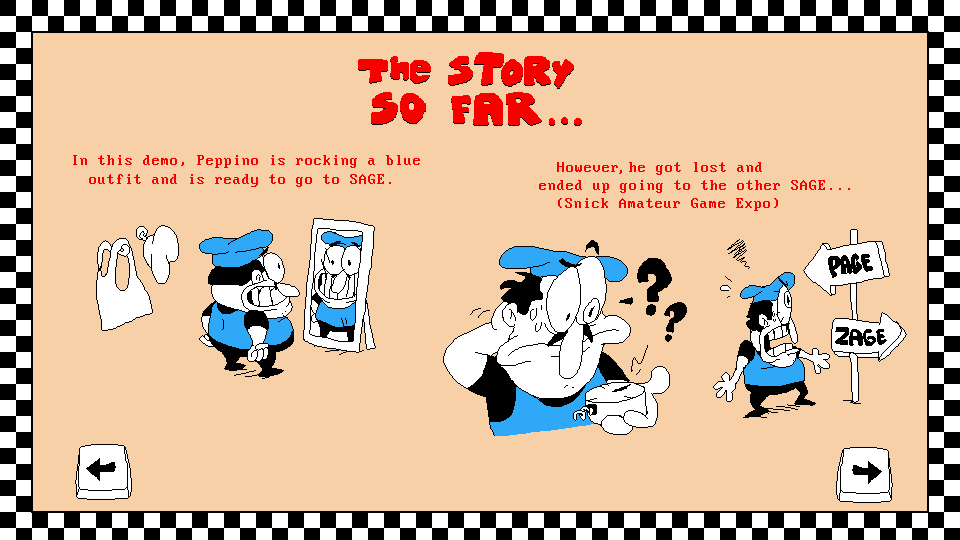 The STORY
SO FAR...
In this demo, Peppino is rocking a blue
outfit and is ready to go to SAGE.
However, he got lost and
ended up going to the other SAGE...
(Snick Amateur Game Expo)
??
PAGE
ZAGE